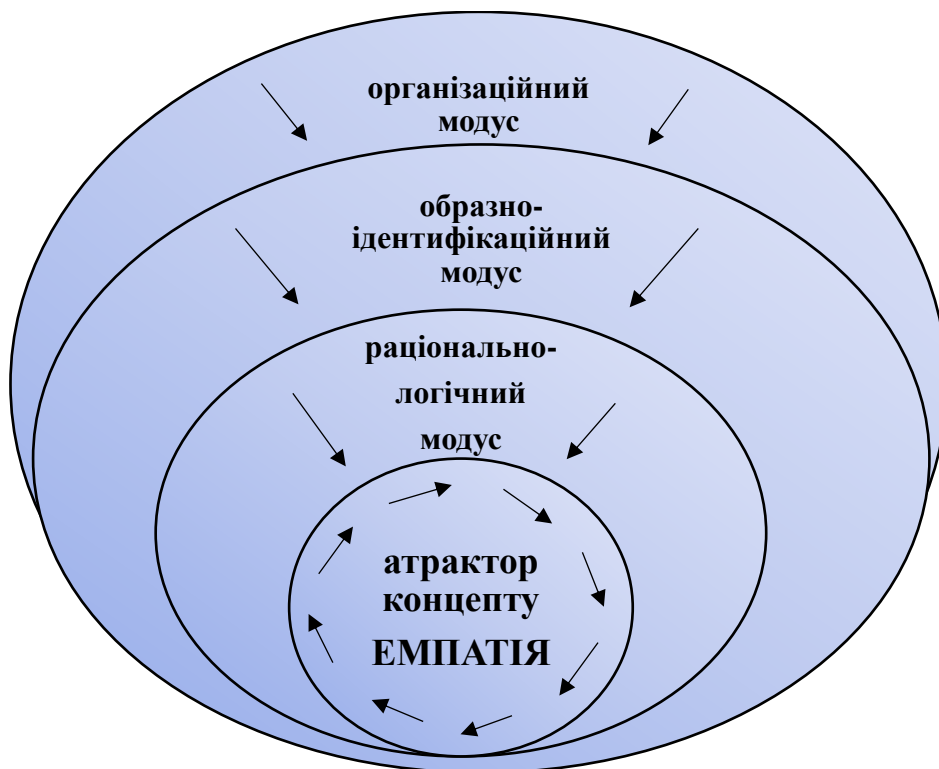 організаційний
модус
образно-
ідентифікаційний
модус
раціонально-
логічний
модус
атрактор
концепту
ЕМПАТІЯ